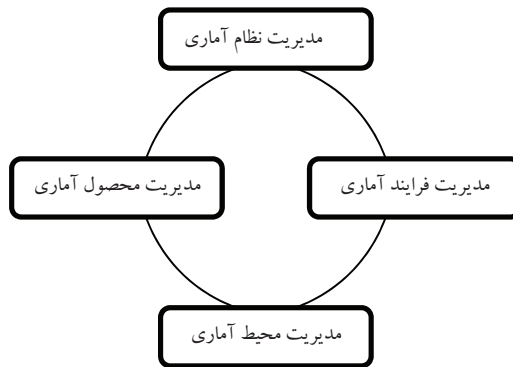 مدیریت نظام آماری
مدیریت فرایند آماری
مدیریت محصول آماری
مدیریت محیط آماری